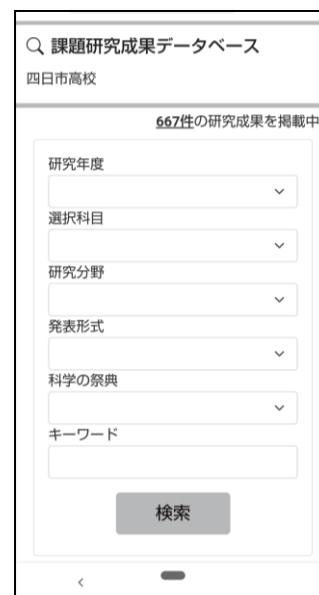 課題研究成果データベース
四日市高校
667件の研究成果を掲載中
研究年度
選択科目
研究分野
発表形式
科学の祭典
キーワード
検索